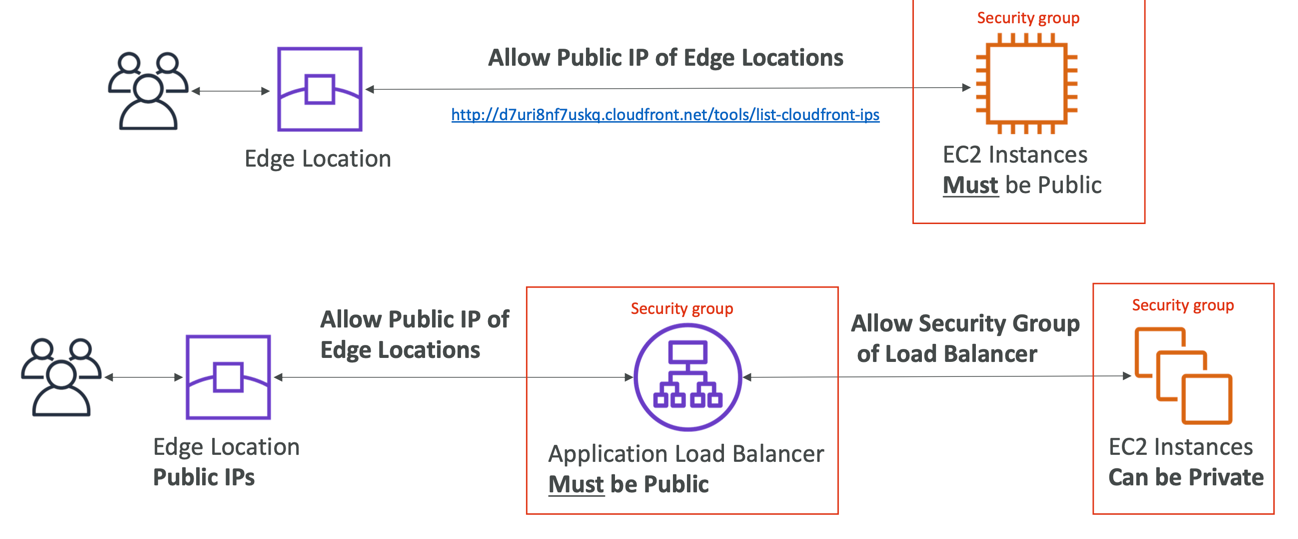 Security group
Allow Public IP of Edge Locations
http://d7uri8nf7uskq.cloudfront.net/tools/list-cloudfront-ips
Edge Location
EC2 Instances
Must be Public
Security group
Allow Public IP of
Edge Locations
Security group
Allow Security Group
of Load Balancer
Edge Location
Public IPs
Application Load Balancer
Must be Public
EC2 Instances
Can be Private